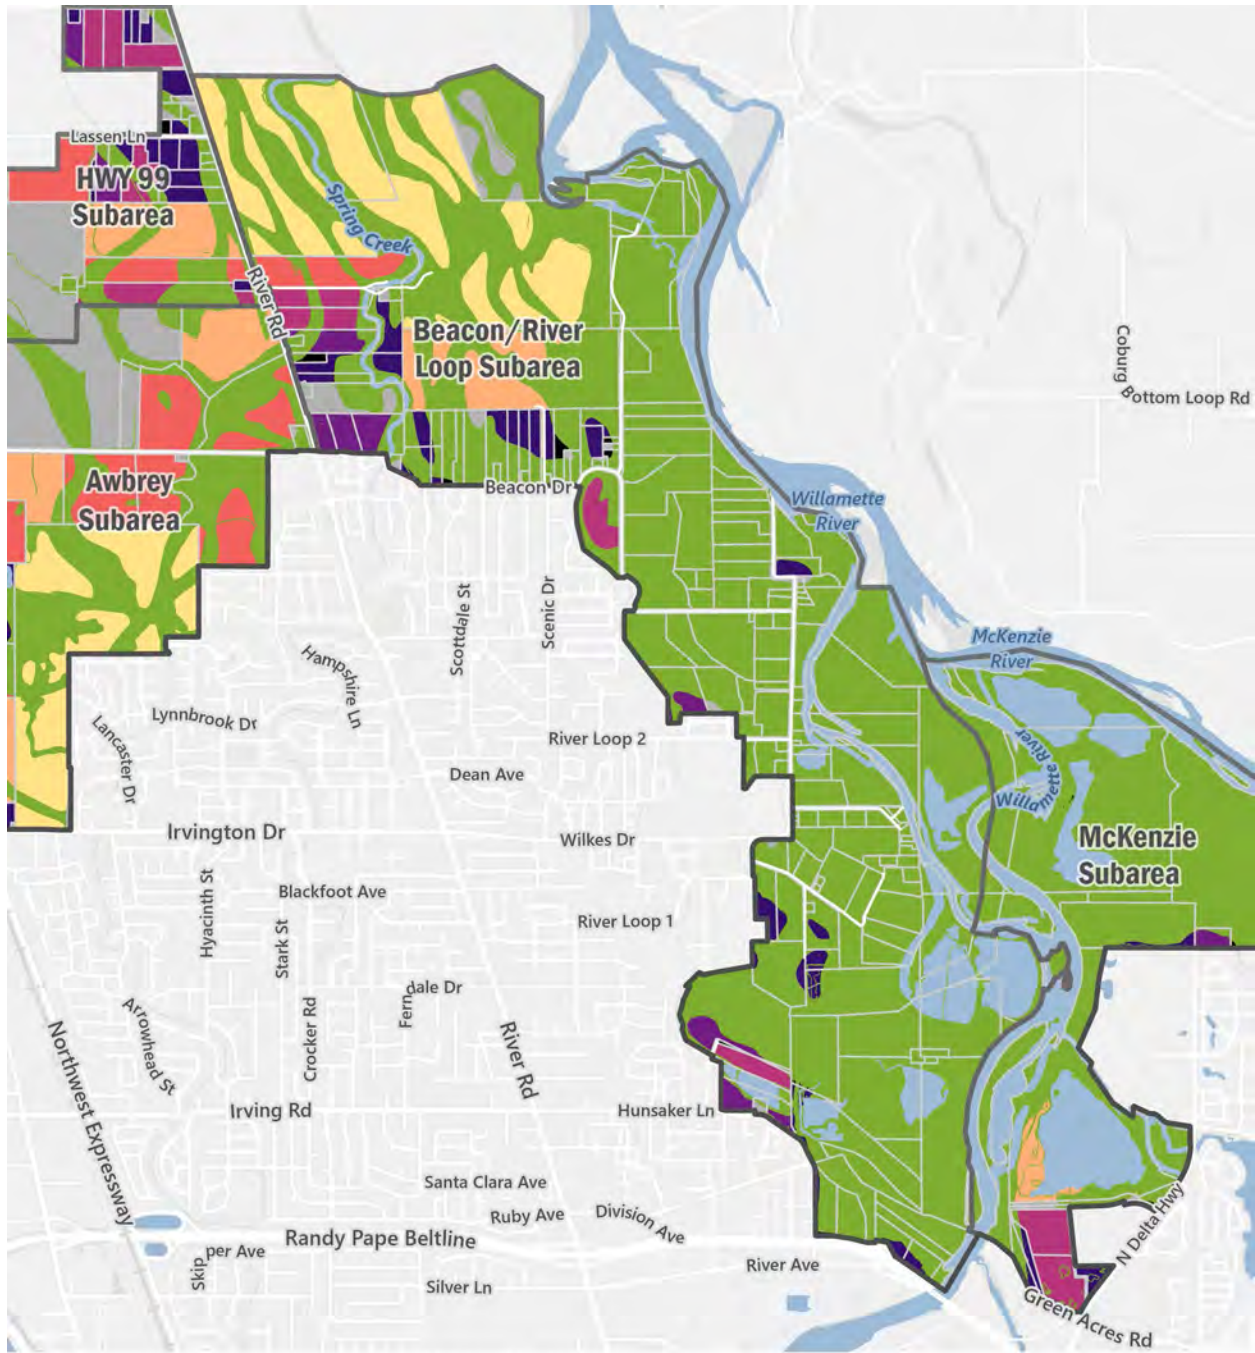 Lassen Ln
HWY 99
Subarea
Spring Creek
River Rd
Beacon/River
Loop Subarea
Coburg Bottom Loop Rd
Awbrey
Subarea
Beacon Dr
Willamette
River
Scottdale St
Scenic Dr
McKenzie
River
Hampshire Ln
Lynnbrook Dr
Lancaster Dr
River Loop 2
Willamette River
Dean Ave
Irvington Dr
Wilkes Dr
McKenzie
Subarea
Hyacinth St
Blackfoot Ave
Stark St
River Loop 1
Ferndale Dr
Arrowhead St
Crocker Rd
River Rd
Northwest Expressway
Irving Rd
Hunsaker Ln
Santa Clara Ave
Ruby Ave
Division Ave
N Delta Hwy
Randy Pape Beltline
Skipper Ave
River Ave
Silver Ln
Green Acres Rd